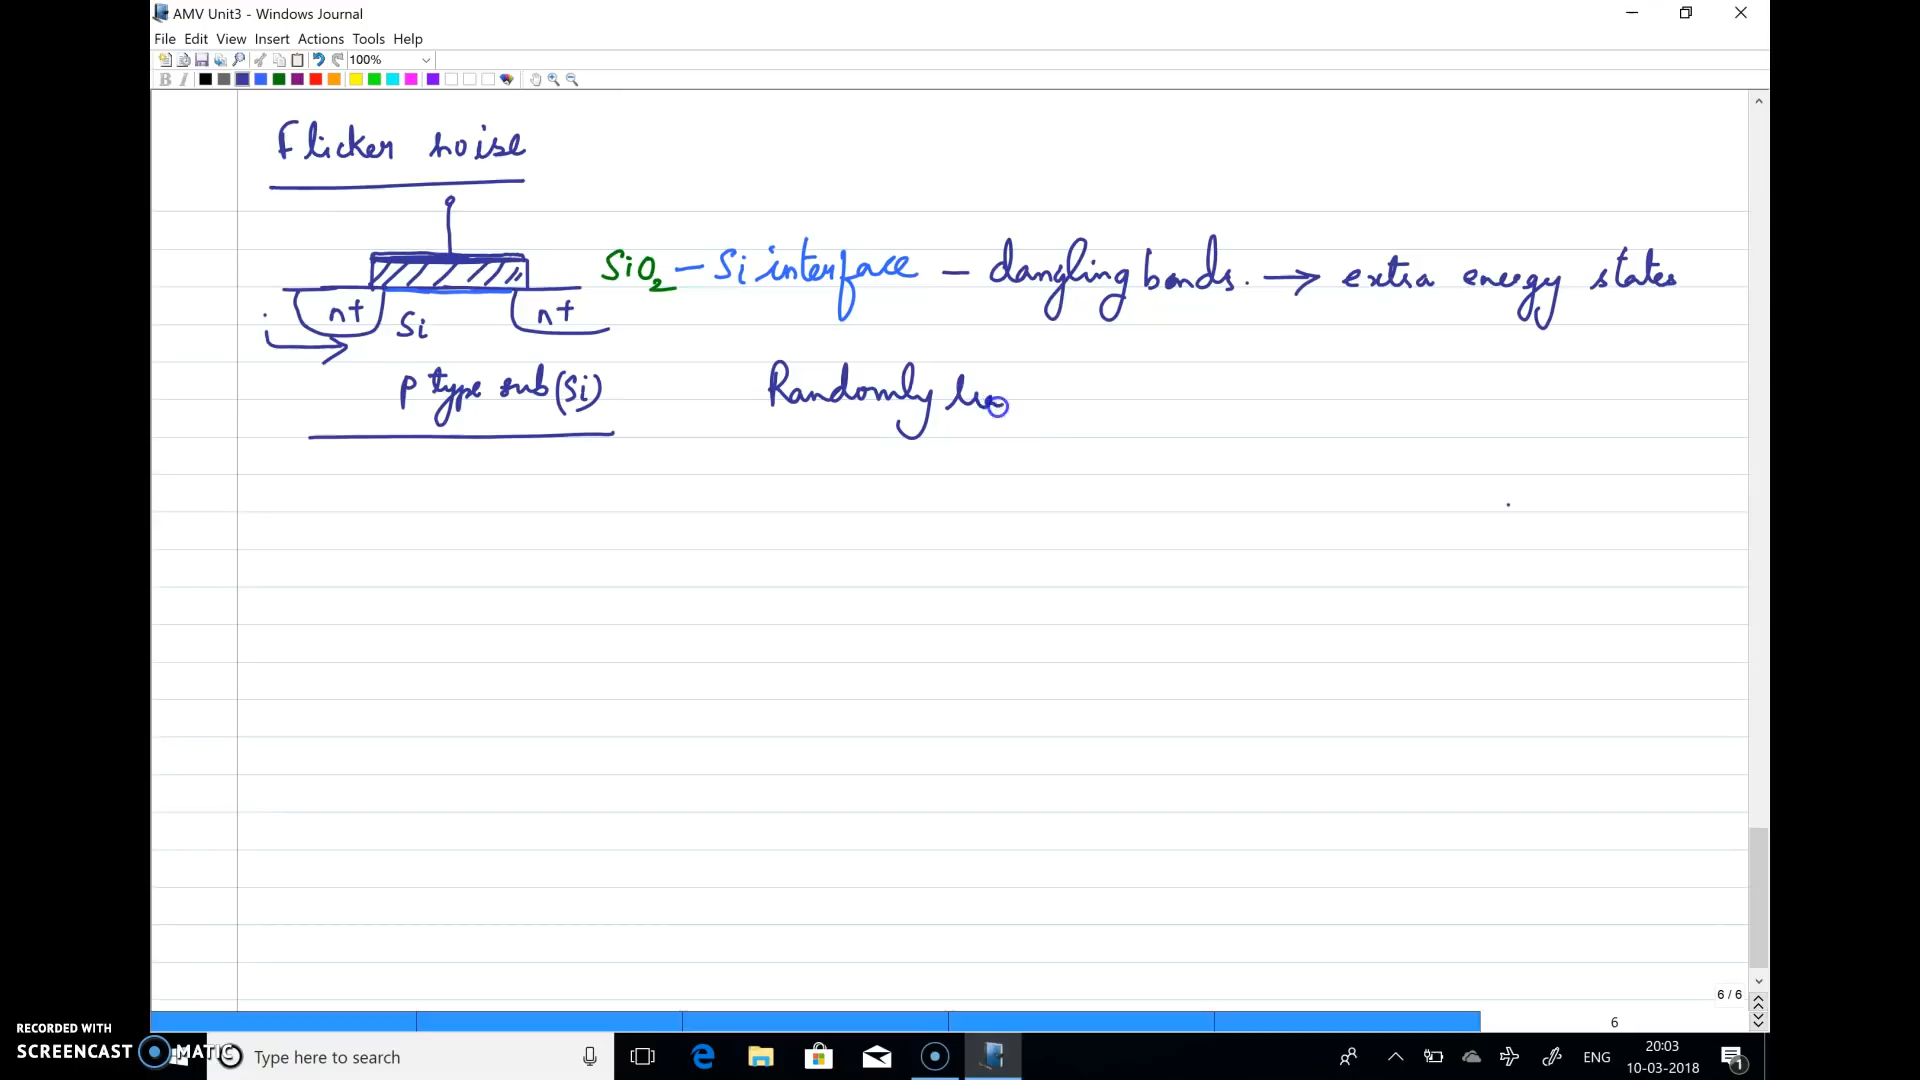 AMV Unit3 - Windows Journal
File Edit View Insert Actions Tools Help
100%
B I
Flicker noise
SiO2 - Si interface - dangling bonds. → extra energy states
n+ Si n+
p type sub (Si)
Randomly
6 / 6
6
RECORDED WITH
SCREENCAST MATIC
Type here to search
ENG
20:03
10-03-2018
1